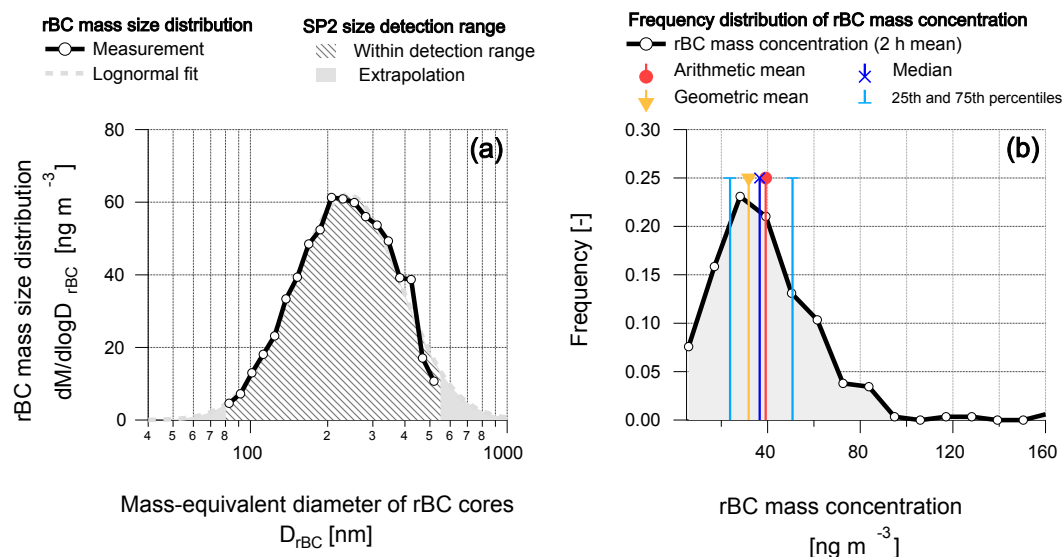 rBC mass size distribution
Measurement
Lognormal fit
SP2 size detection range
Within detection range
Extrapolation
Frequency distribution of rBC mass concentration
rBC mass concentration (2 h mean)
Arithmetic mean
Median
Geometric mean
25th and 75th percentiles
(a)
rBC mass size distribution
dM/dlogD rBC [ng m -3]
80
60
40
20
0
4 5 6 7 8 100 2 3 4 5 6 7 8 1000
Mass-equivalent diameter of rBC cores
DrBC [nm]
(b)
Frequency [-]
0.30
0.25
0.20
0.15
0.10
0.05
0.00
40 80 120 160
rBC mass concentration
[ng m -3]